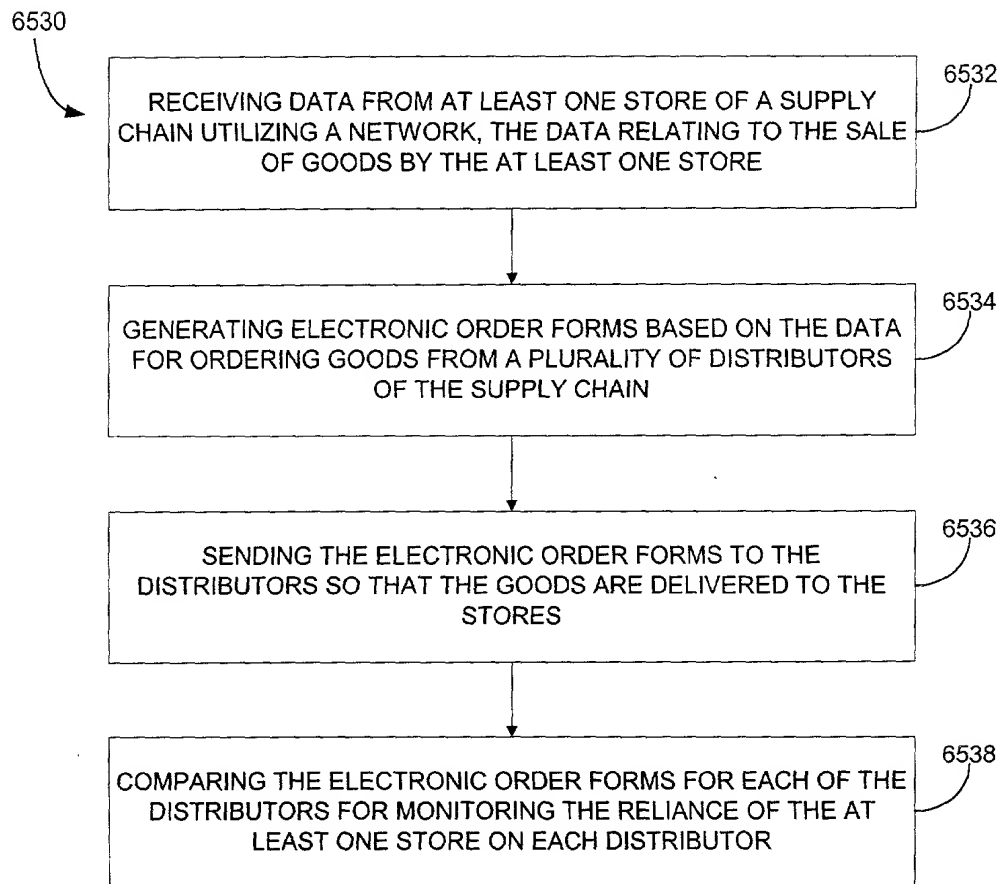 6530
6532
RECEIVING DATA FROM AT LEAST ONE STORE OF A SUPPLY
CHAIN UTILIZING A NETWORK, THE DATA RELATING TO THE SALE
OF GOODS BY THE AT LEAST ONE STORE
6534
GENERATING ELECTRONIC ORDER FORMS BASED ON THE DATA
FOR ORDERING GOODS FROM A PLURALITY OF DISTRIBUTORS
OF THE SUPPLY CHAIN
6536
SENDING THE ELECTRONIC ORDER FORMS TO THE
DISTRIBUTORS SO THAT THE GOODS ARE DELIVERED TO THE
STORES
6538
COMPARING THE ELECTRONIC ORDER FORMS FOR EACH OF THE
DISTRIBUTORS FOR MONITORING THE RELIANCE OF THE AT
LEAST ONE STORE ON EACH DISTRIBUTOR